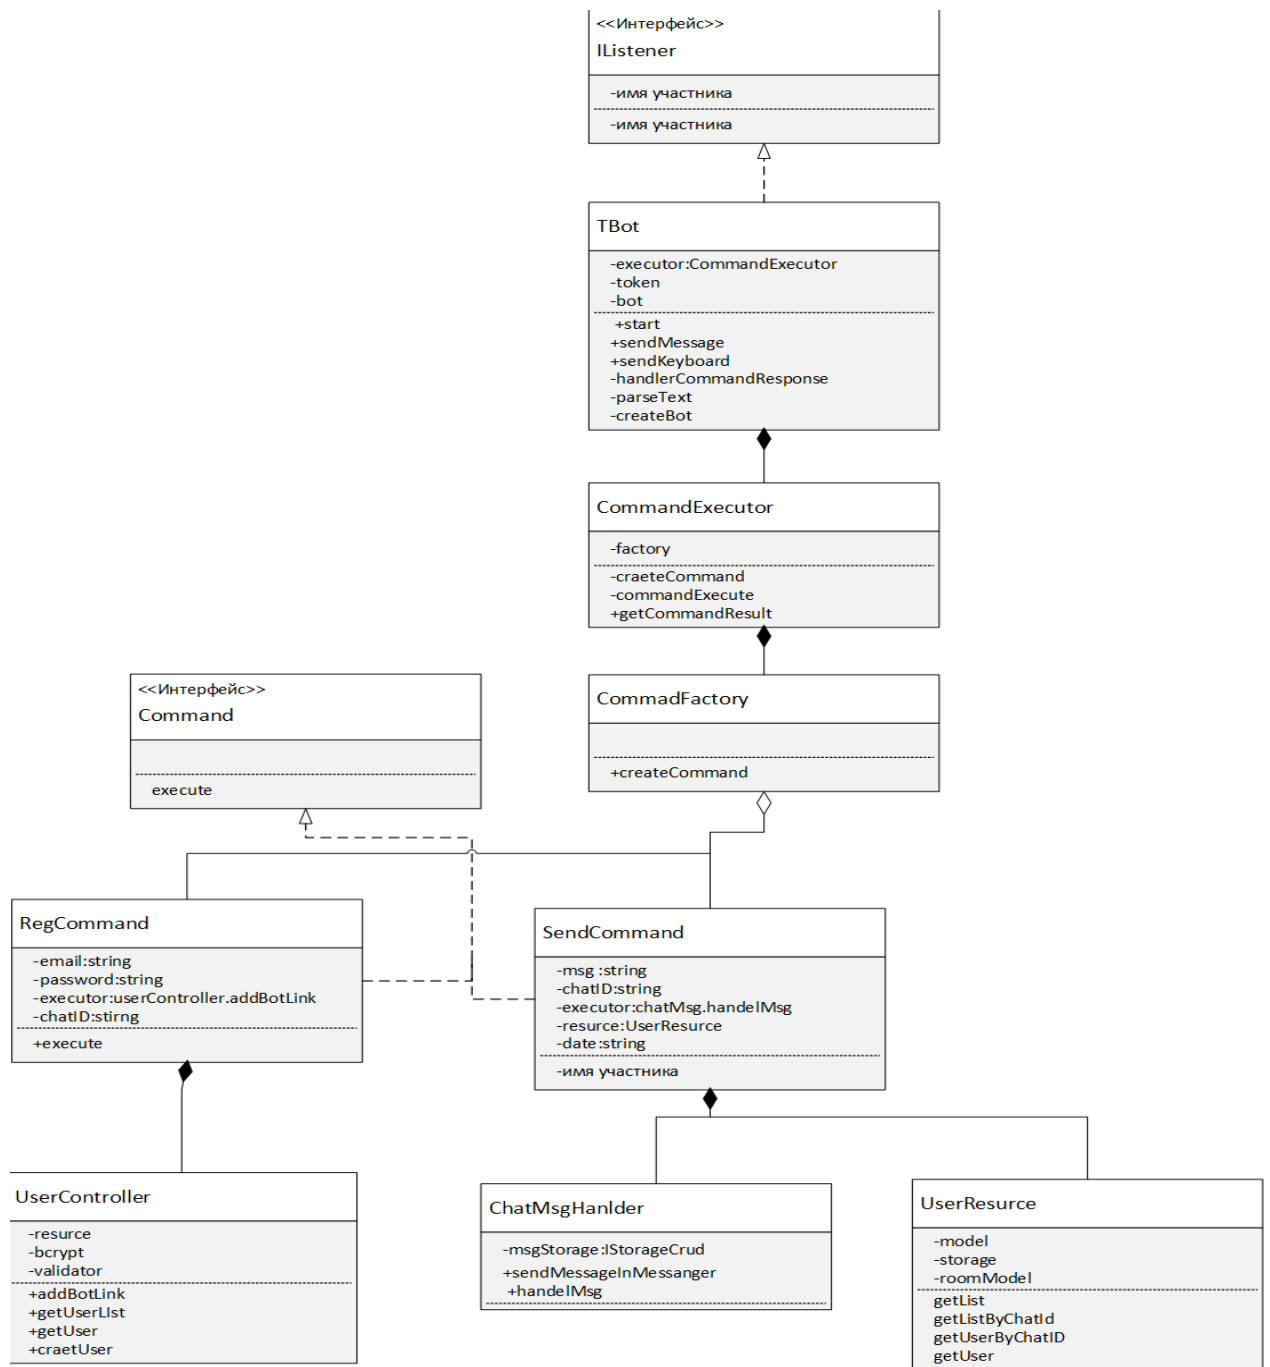 <<Интерфейс>>
IListener
-имя участника
-имя участника
TBot
-executor:CommandExecutor
-token
-bot
+start
+sendMessage
+sendKeyboard
-handlerCommandResponse
-parseText
-createBot
CommandExecutor
-factory
-craeteCommand
-commandExecute
+getCommandResult
<<Интерфейс>>
Command
execute
CommadFactory
+createCommand
RegCommand
-email:string
-password:string
-executor:userController.addBotLink
-chatID:stirng
+execute
SendCommand
-msg :string
-chatID:string
-executor:chatMsg.handelMsg
-resurce:UserResurce
-date:string
-имя участника
UserController
-resurce
-bcrypt
-validator
+addBotLink
+getUserLIst
+getUser
+craetUser
ChatMsgHanlder
-msgStorage:IStorageCrud
+sendMessageInMessanger
+handelMsg
UserResurce
-model
-storage
-roomModel
getList
getListByChatId
getUserByChatID
getUser